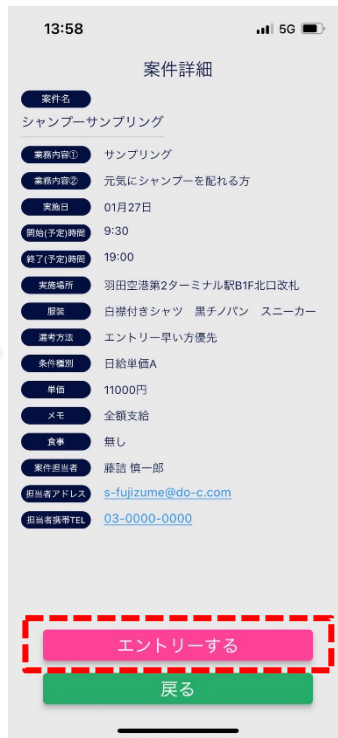 13:58 5G
案件詳細
案件名
シャンプーサンプリング
業務内容① サンプリング
業務内容② 元気にシャンプーを配れる方
実施日 01月27日
開始(予定)時間 9:30
終了(予定)時間 19:00
実施場所 羽田空港第2ターミナル駅B1F北口改札
服装 白襟付きシャツ 黒チノパン スニーカー
選考方法 エントリー早い方優先
条件種別 日給単価A
単価 11000円
メモ 全額支給
食事 無し
案件担当者 藤詰 慎一郎
担当者アドレス s-fujizume@do-c.com
担当者携帯TEL 03-0000-0000
エントリーする
戻る